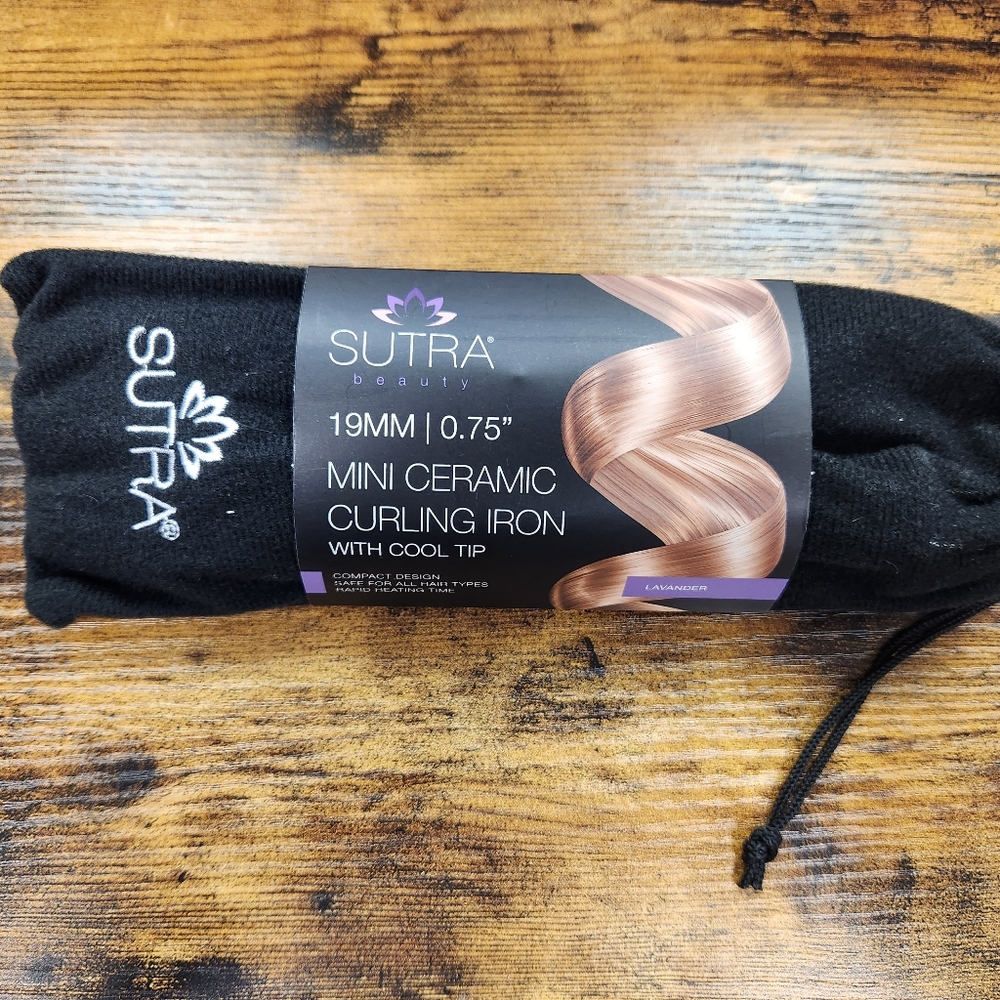 SUTRA®
SUTRA®
beauty
19MM | 0.75”
MINI CERAMIC
CURLING IRON
WITH COOL TIP
COMPACT DESIGN
SAFE FOR ALL HAIR TYPES
RAPID HEATING TIME
LAVANDER